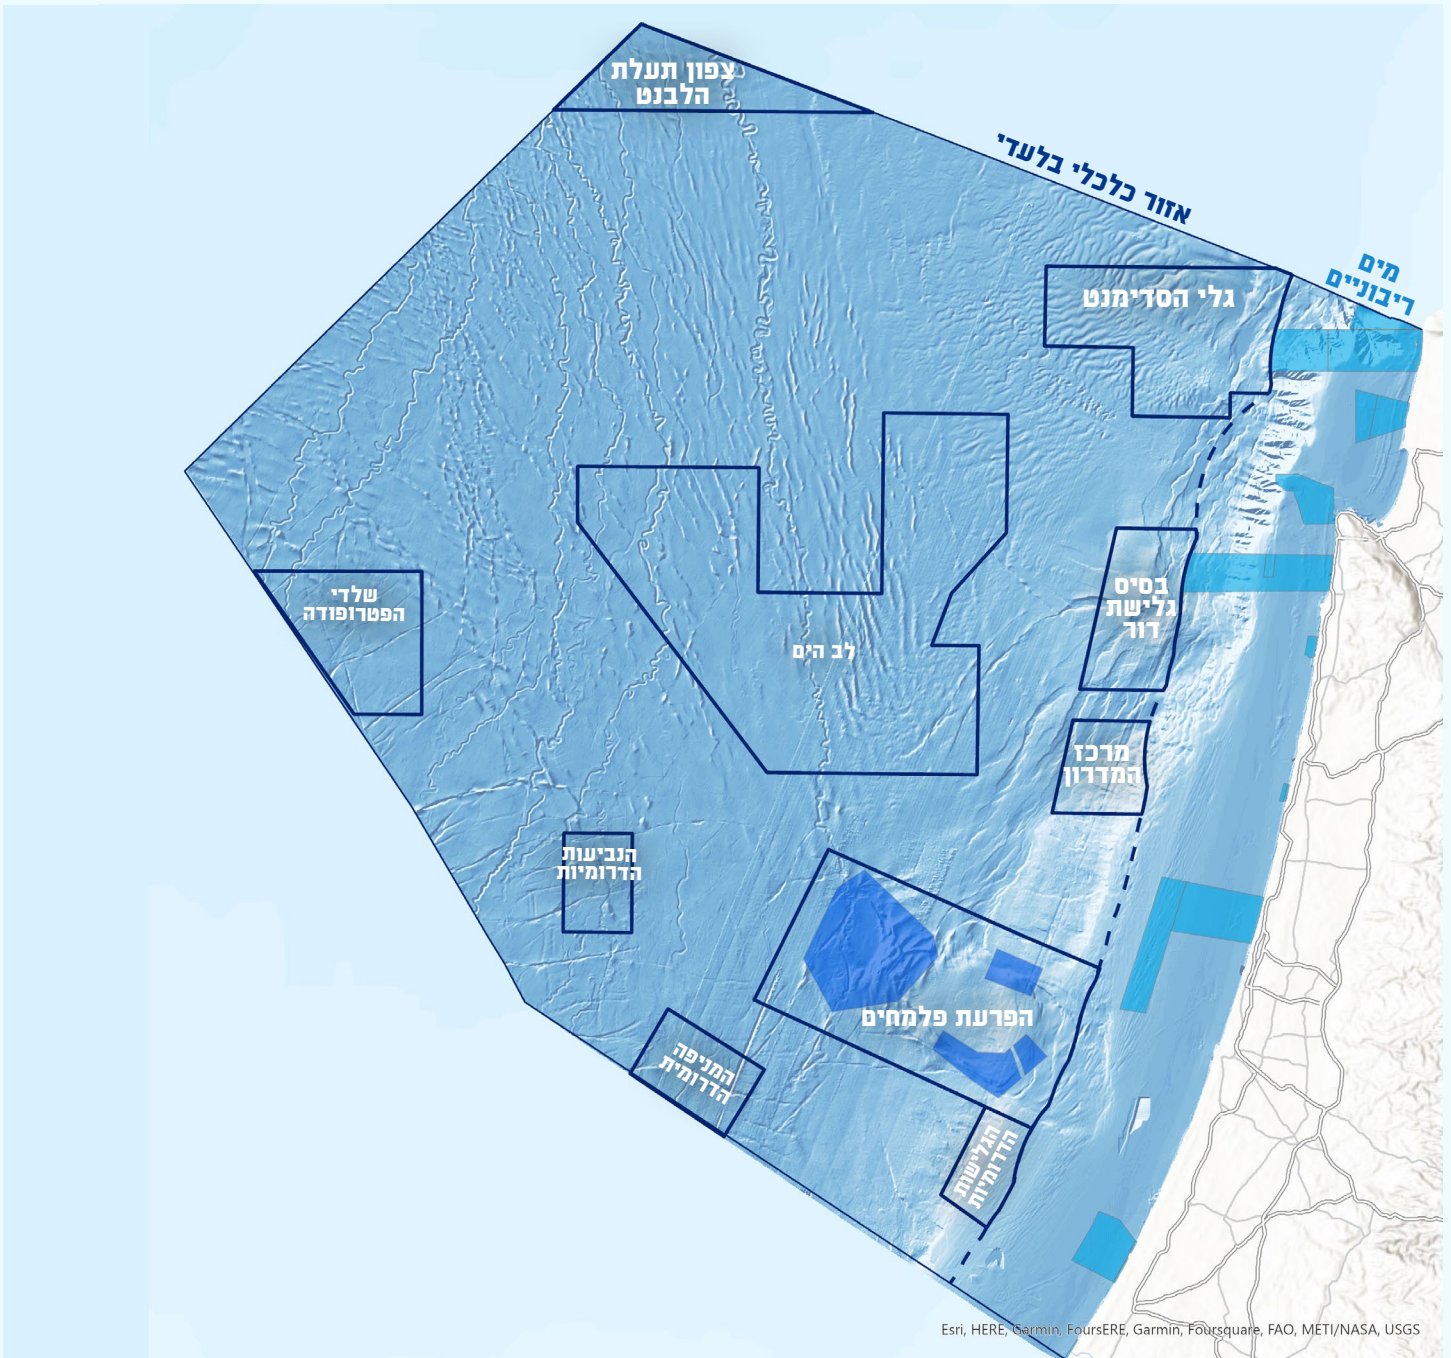 צפון תעלת
הלבנט
אזור כלכלי בלעדי
מים
ריבוניים
גלי הסדימנט
בסיס
גלישת
דור
שלדי
הפטרופודה
לב הים
מרכז
המדרון
הנביעות
הדרומיות
הפרעת פלמחים
המניפה
הדרומית
הגלישות
הדרומיות
Esri, HERE, Garmin, FoursERE, Garmin, Foursquare, FAO, METI/NASA, USGS